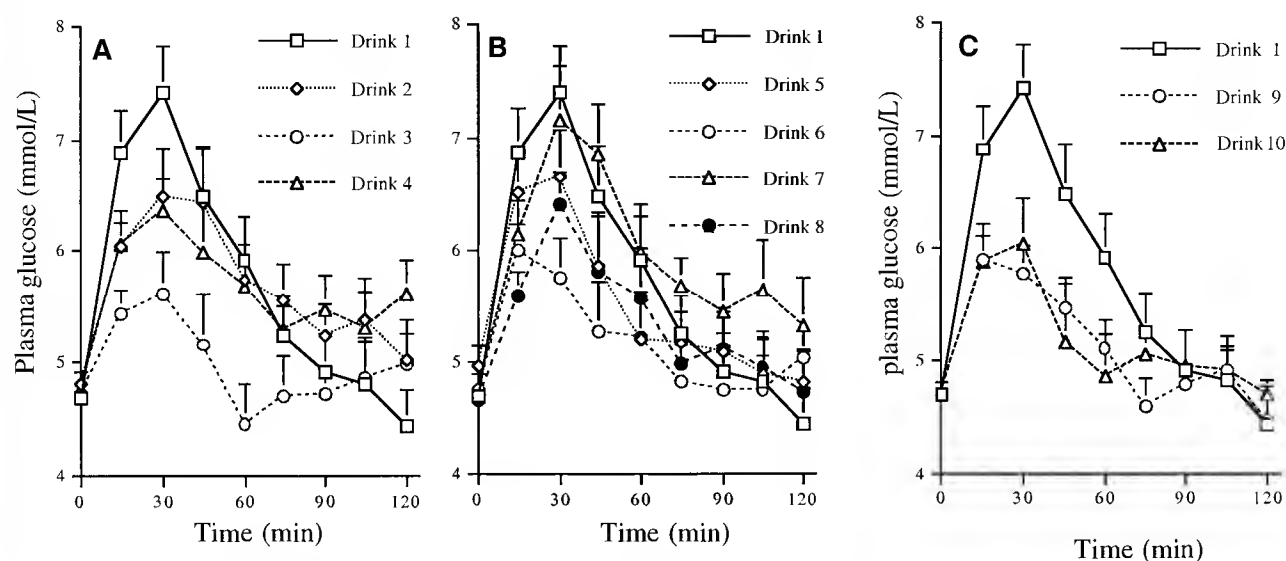 A
Plasma glucose (mmol/L)
8
7
6
5
4
Drink 1
Drink 2
Drink 3
Drink 4
0 30 60 90 120
Time (min)
B
8
7
6
5
4
Drink 1
Drink 5
Drink 6
Drink 7
Drink 8
0 30 60 90 120
Time (min)
C
plasma glucose (mmol/L)
8
7
6
5
4
Drink 1
Drink 9
Drink 10
0 30 60 90 120
Time (min)